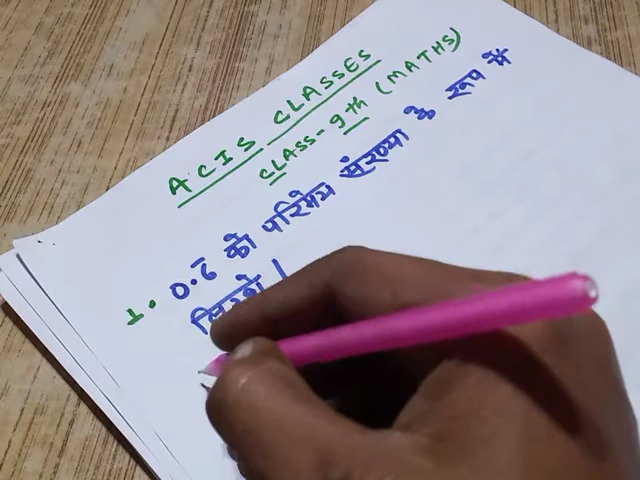 ACIS CLASSES
CLASS-9th (MATHS)
1. 0.6̅ को परिमेय संख्या के रूप में
लिखो।